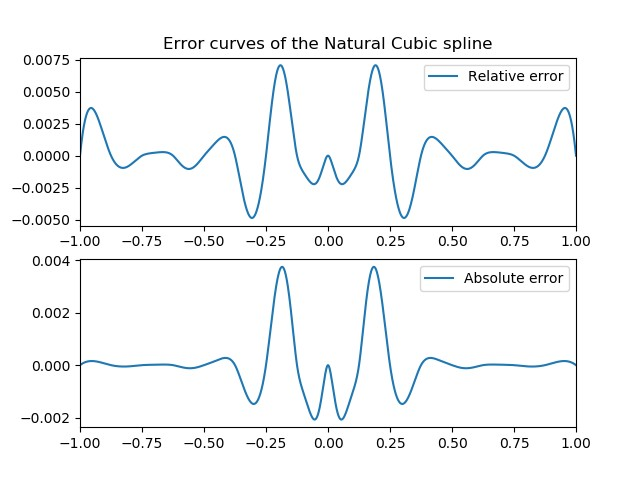 Error curves of the Natural Cubic spline
0.0075
0.0050
0.0025
0.0000
−0.0025
−0.0050
Relative error
−1.00 −0.75 −0.50 −0.25 0.00 0.25 0.50 0.75 1.00
0.004
0.002
0.000
−0.002
Absolute error
−1.00 −0.75 −0.50 −0.25 0.00 0.25 0.50 0.75 1.00